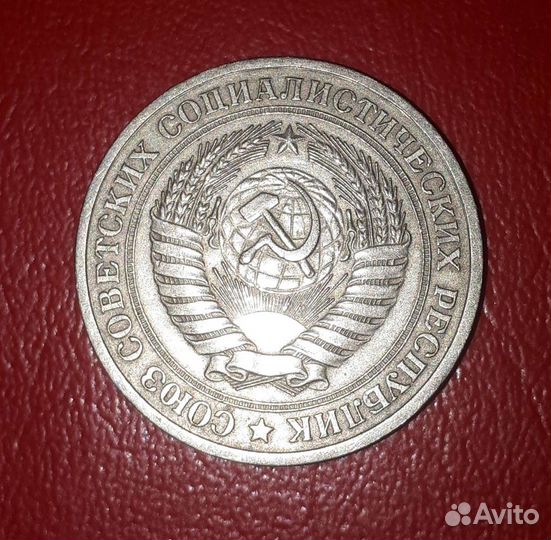 СОЮЗ СОВЕТСКИХ СОЦИАЛИСТИЧЕСКИХ РЕСПУБЛИК
Avito